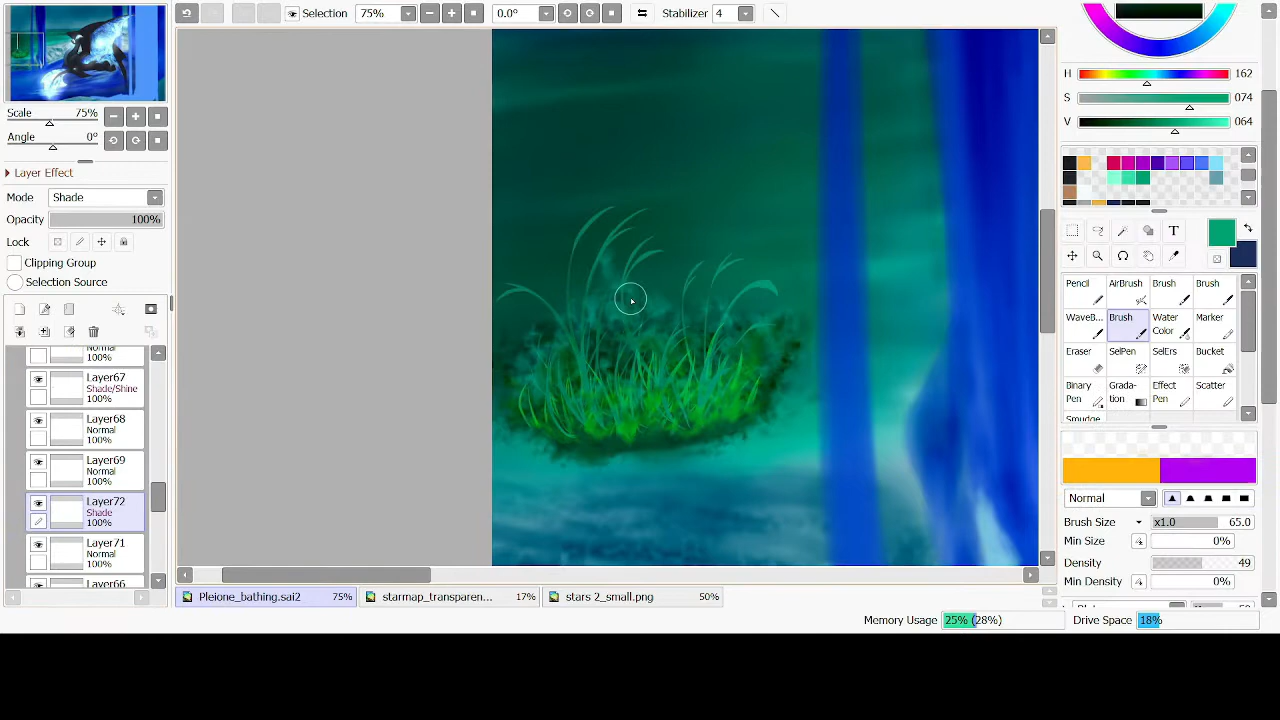 Selection 75% 0.0° Stabilizer 4
Scale 75%
Angle 0°
Layer Effect
Mode Shade
Opacity 100%
Lock
Clipping Group
Selection Source
Normal
100%
Layer67
Shade/Shine
100%
Layer68
Normal
100%
Layer69
Normal
100%
Layer72
Shade
100%
Layer71
Normal
100%
Layer66
H 162
S 074
V 064
T
Pencil AirBrush Brush Brush
WaveB... Brush Water Color Marker
Eraser SelPen SelErs Bucket
Binary Pen Grada-tion Effect Pen Scatter
Smudge
Normal
Brush Size x1.0 65.0
Min Size 0%
Density 49
Min Density 0%
Pleione_bathing.sai2 75% starmap_transparen... 17% stars 2_small.png 50%
Memory Usage 25% (28%) Drive Space 18%